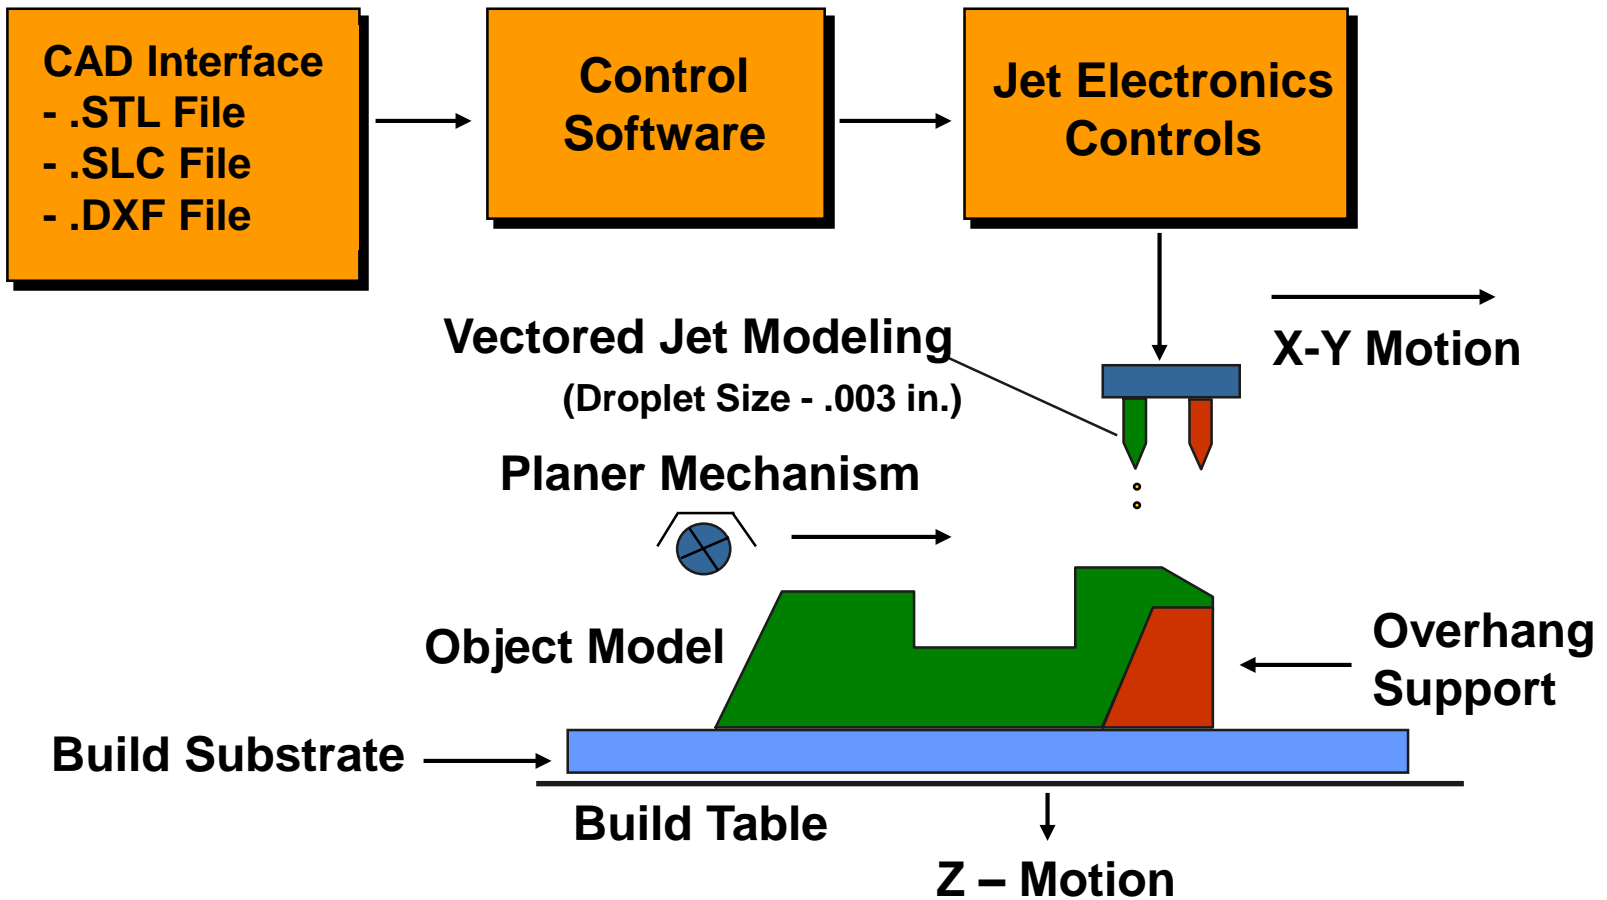 CAD Interface
- .STL File
- .SLC File
- .DXF File
Control
Software
Jet Electronics
Controls
Vectored Jet Modeling
(Droplet Size - .003 in.)
X-Y Motion
Planer Mechanism
Object Model
Overhang
Support
Build Substrate
Build Table
Z – Motion